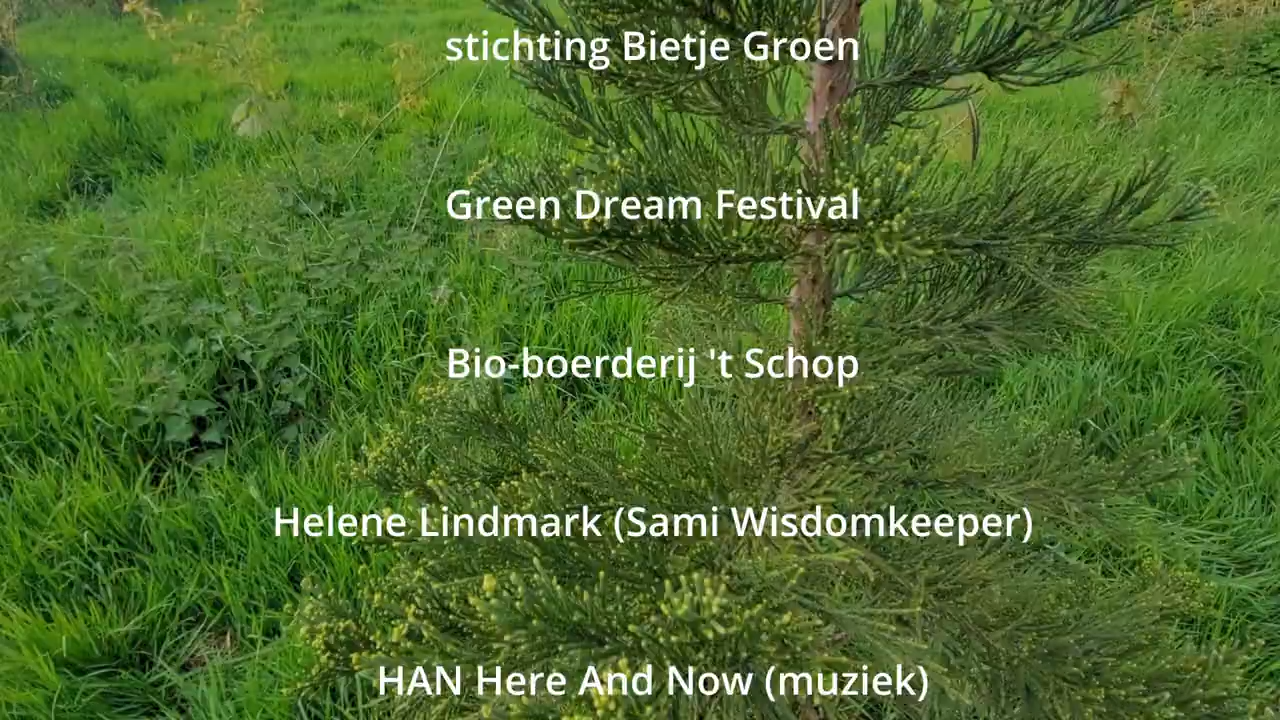 stichting Bietje Groen
Green Dream Festival
Bio-boerderij 't Schop
Helene Lindmark (Sami Wisdomkeeper)
HAN Here And Now (muziek)